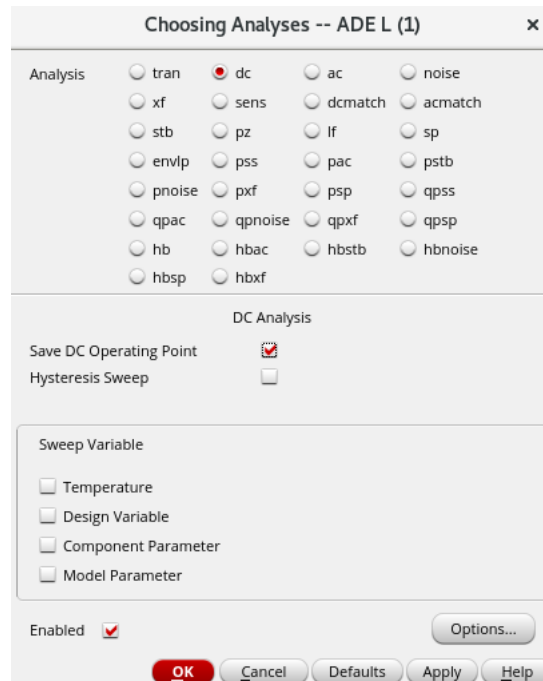 Choosing Analyses -- ADE L (1) ×
Analysis tran dc ac noise
xf sens dcmatch acmatch
stb pz lf sp
envlp pss pac pstb
pnoise pxf psp qpss
qpac qpnoise qpxf qpsp
hb hbac hbstb hbnoise
hbsp hbxf
DC Analysis
Save DC Operating Point
Hysteresis Sweep
Sweep Variable
Temperature
Design Variable
Component Parameter
Model Parameter
Enabled Options...
OK Cancel Defaults Apply Help